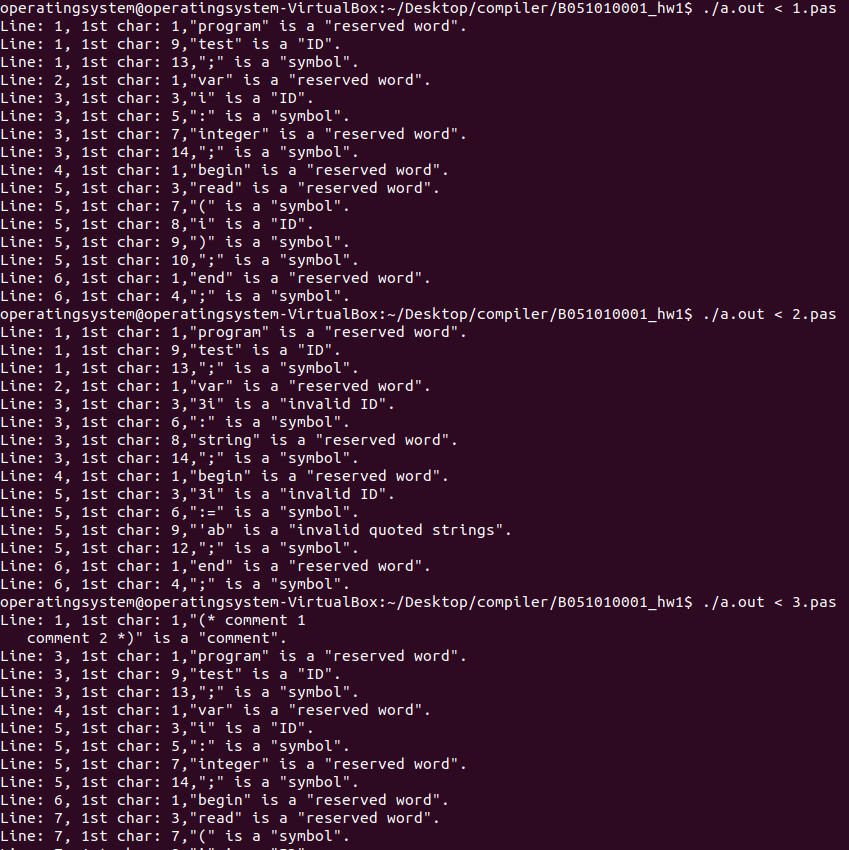 operatingsystem@operatingsystem-VirtualBox:~/Desktop/compiler/B051010001_hw1$ ./a.out < 1.pas
Line: 1, 1st char: 1,"program" is a "reserved word".
Line: 1, 1st char: 9,"test" is a "ID".
Line: 1, 1st char: 13,";" is a "symbol".
Line: 2, 1st char: 1,"var" is a "reserved word".
Line: 3, 1st char: 3,"i" is a "ID".
Line: 3, 1st char: 5,":" is a "symbol".
Line: 3, 1st char: 7,"integer" is a "reserved word".
Line: 3, 1st char: 14,";" is a "symbol".
Line: 4, 1st char: 1,"begin" is a "reserved word".
Line: 5, 1st char: 3,"read" is a "reserved word".
Line: 5, 1st char: 7,"(" is a "symbol".
Line: 5, 1st char: 8,"i" is a "ID".
Line: 5, 1st char: 9,")" is a "symbol".
Line: 5, 1st char: 10,";" is a "symbol".
Line: 6, 1st char: 1,"end" is a "reserved word".
Line: 6, 1st char: 4,";" is a "symbol".
operatingsystem@operatingsystem-VirtualBox:~/Desktop/compiler/B051010001_hw1$ ./a.out < 2.pas
Line: 1, 1st char: 1,"program" is a "reserved word".
Line: 1, 1st char: 9,"test" is a "ID".
Line: 1, 1st char: 13,";" is a "symbol".
Line: 2, 1st char: 1,"var" is a "reserved word".
Line: 3, 1st char: 3,"3i" is a "invalid ID".
Line: 3, 1st char: 6,":" is a "symbol".
Line: 3, 1st char: 8,"string" is a "reserved word".
Line: 3, 1st char: 14,";" is a "symbol".
Line: 4, 1st char: 1,"begin" is a "reserved word".
Line: 5, 1st char: 3,"3i" is a "invalid ID".
Line: 5, 1st char: 6,":=" is a "symbol".
Line: 5, 1st char: 9,"'ab" is a "invalid quoted strings".
Line: 5, 1st char: 12,";" is a "symbol".
Line: 6, 1st char: 1,"end" is a "reserved word".
Line: 6, 1st char: 4,";" is a "symbol".
operatingsystem@operatingsystem-VirtualBox:~/Desktop/compiler/B051010001_hw1$ ./a.out < 3.pas
Line: 1, 1st char: 1,"(* comment 1
   comment 2 *)" is a "comment".
Line: 3, 1st char: 1,"program" is a "reserved word".
Line: 3, 1st char: 9,"test" is a "ID".
Line: 3, 1st char: 13,";" is a "symbol".
Line: 4, 1st char: 1,"var" is a "reserved word".
Line: 5, 1st char: 3,"i" is a "ID".
Line: 5, 1st char: 5,":" is a "symbol".
Line: 5, 1st char: 7,"integer" is a "reserved word".
Line: 5, 1st char: 14,";" is a "symbol".
Line: 6, 1st char: 1,"begin" is a "reserved word".
Line: 7, 1st char: 3,"read" is a "reserved word".
Line: 7, 1st char: 7,"(" is a "symbol".